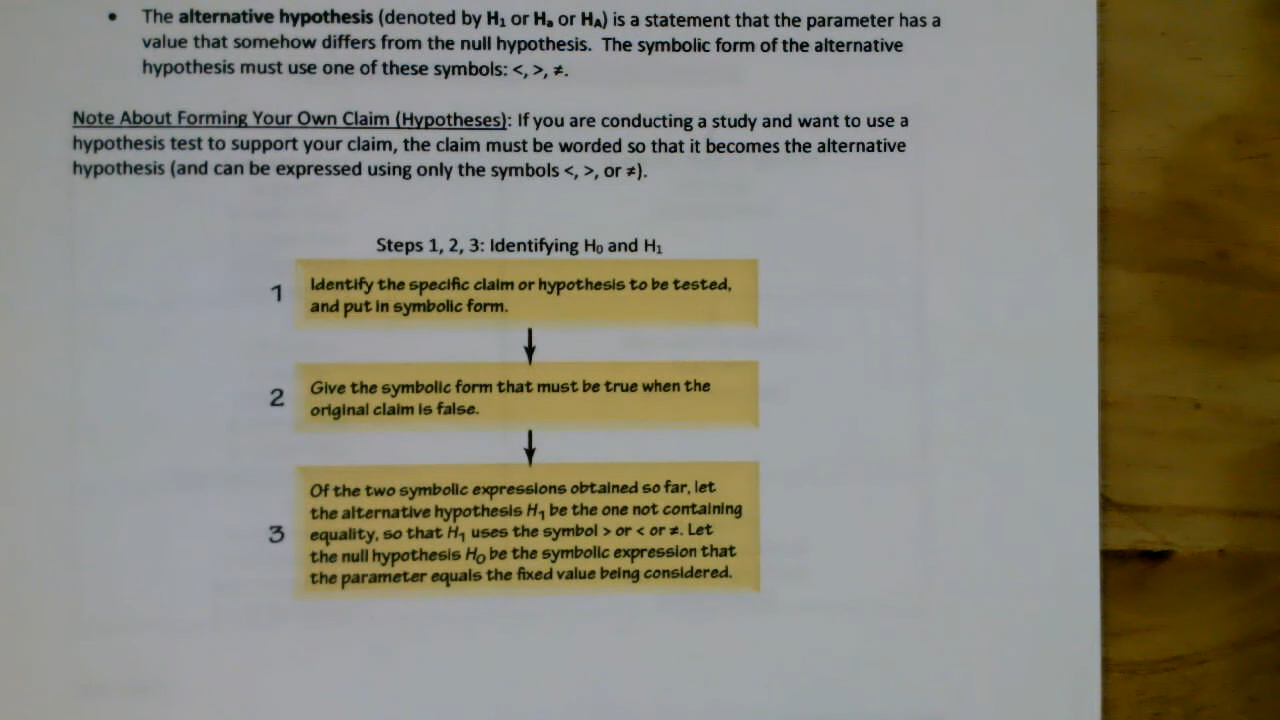 • The alternative hypothesis (denoted by H₁ or Hₐ or Hᴀ) is a statement that the parameter has a
value that somehow differs from the null hypothesis. The symbolic form of the alternative
hypothesis must use one of these symbols: <, >, ≠.
Note About Forming Your Own Claim (Hypotheses): If you are conducting a study and want to use a
hypothesis test to support your claim, the claim must be worded so that it becomes the alternative
hypothesis (and can be expressed using only the symbols <, >, or ≠).
Steps 1, 2, 3: Identifying H₀ and H₁
1 Identify the specific claim or hypothesis to be tested,
and put in symbolic form.
2 Give the symbolic form that must be true when the
original claim is false.
Of the two symbolic expressions obtained so far, let
the alternative hypothesis H₁ be the one not containing
3 equality, so that H₁ uses the symbol > or < or ≠. Let
the null hypothesis H₀ be the symbolic expression that
the parameter equals the fixed value being considered.